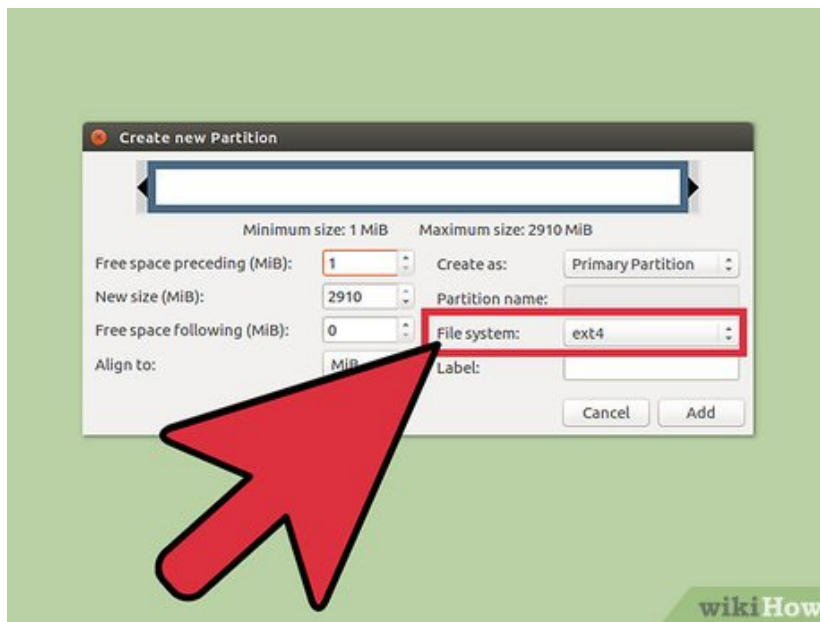 Create new Partition
Minimum size: 1 MiB Maximum size: 2910 MiB
Free space preceding (MiB): 1 Create as: Primary Partition
New size (MiB): 2910 Partition name:
Free space following (MiB): 0 File system: ext4
Align to: MiB Label:
Cancel Add
wikiHow